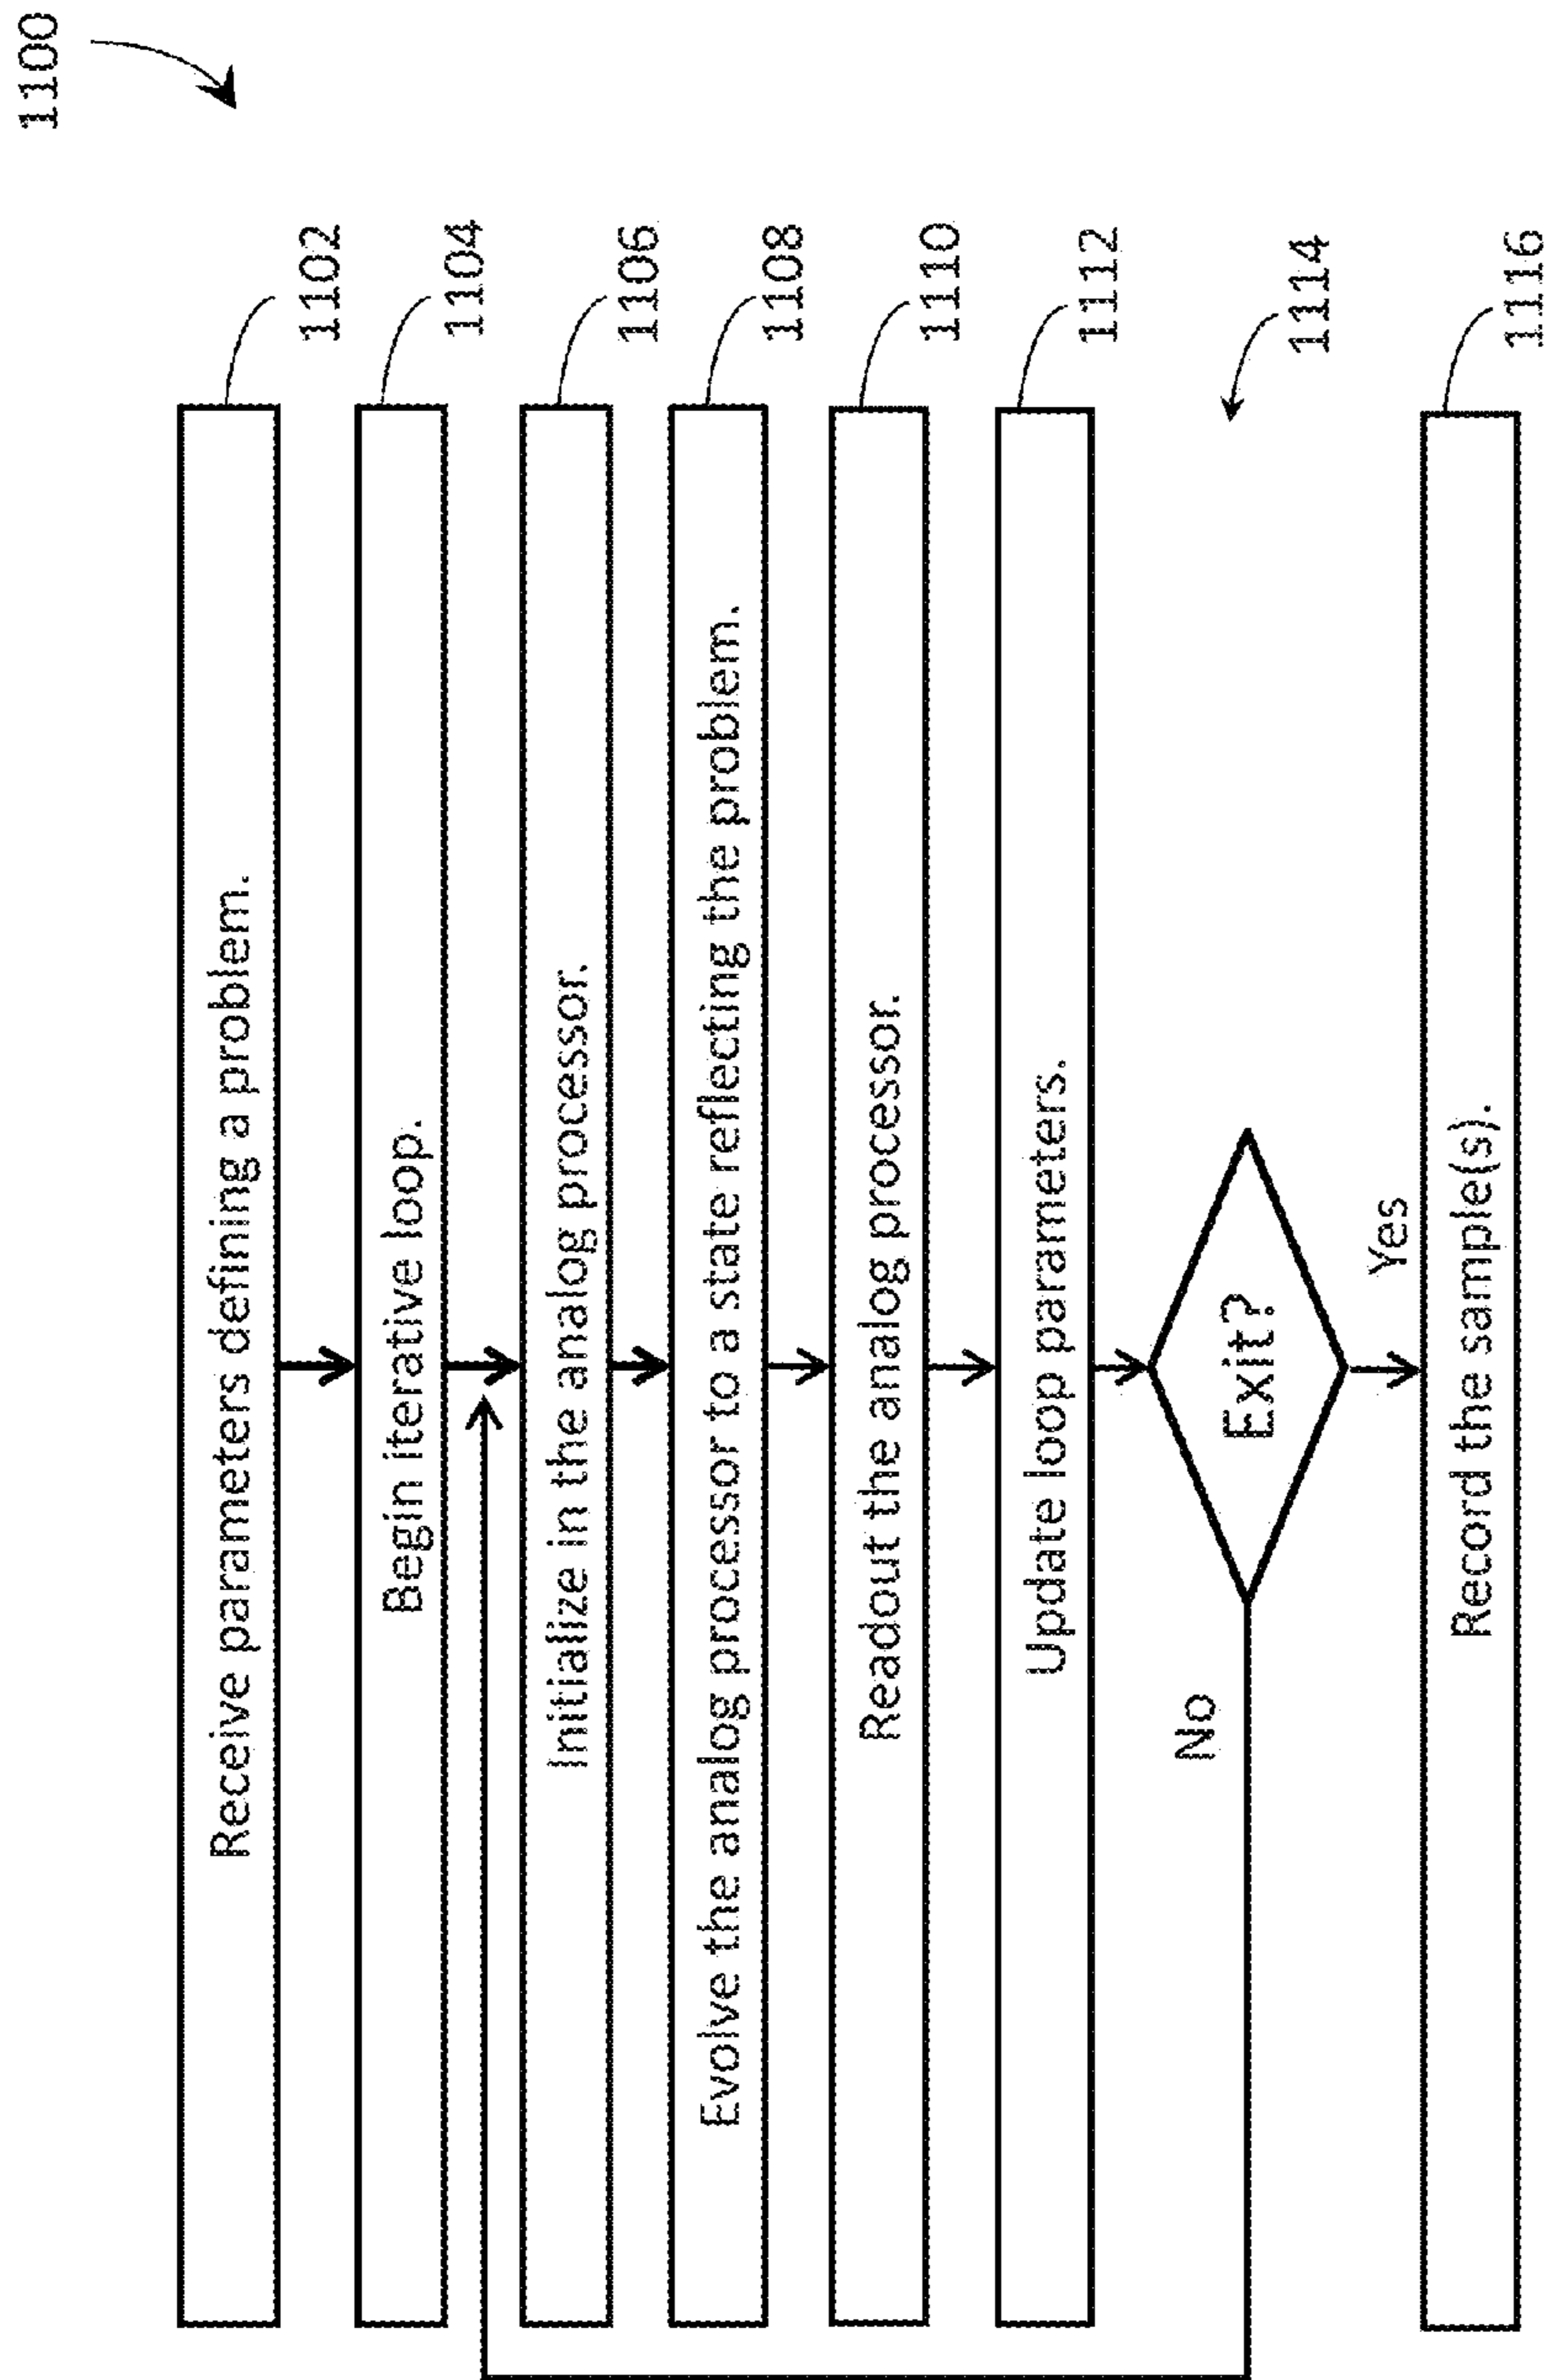 1100
Receive parameters defining a problem.
1102
Begin iterative loop.
1104
Initialize in the analog processor.
1106
Evolve the analog processor to a state reflecting the problem.
1108
Readout the analog processor.
1110
Update loop parameters.
1112
Exit?
1114
No
Yes
Record the sample(s).
1116